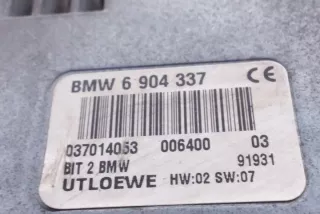 BMW 6 904 337 CE
037014053 006400 03
BIT 2 BMW 91931
UTLOEWE HW:02 SW:07